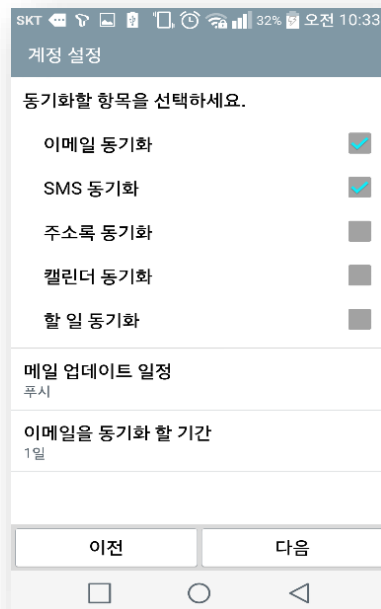 SKT 32% 오전 10:33
계정 설정
동기화할 항목을 선택하세요.
이메일 동기화
SMS 동기화
주소록 동기화
캘린더 동기화
할 일 동기화
메일 업데이트 일정
푸시
이메일을 동기화 할 기간
1일
이전 다음